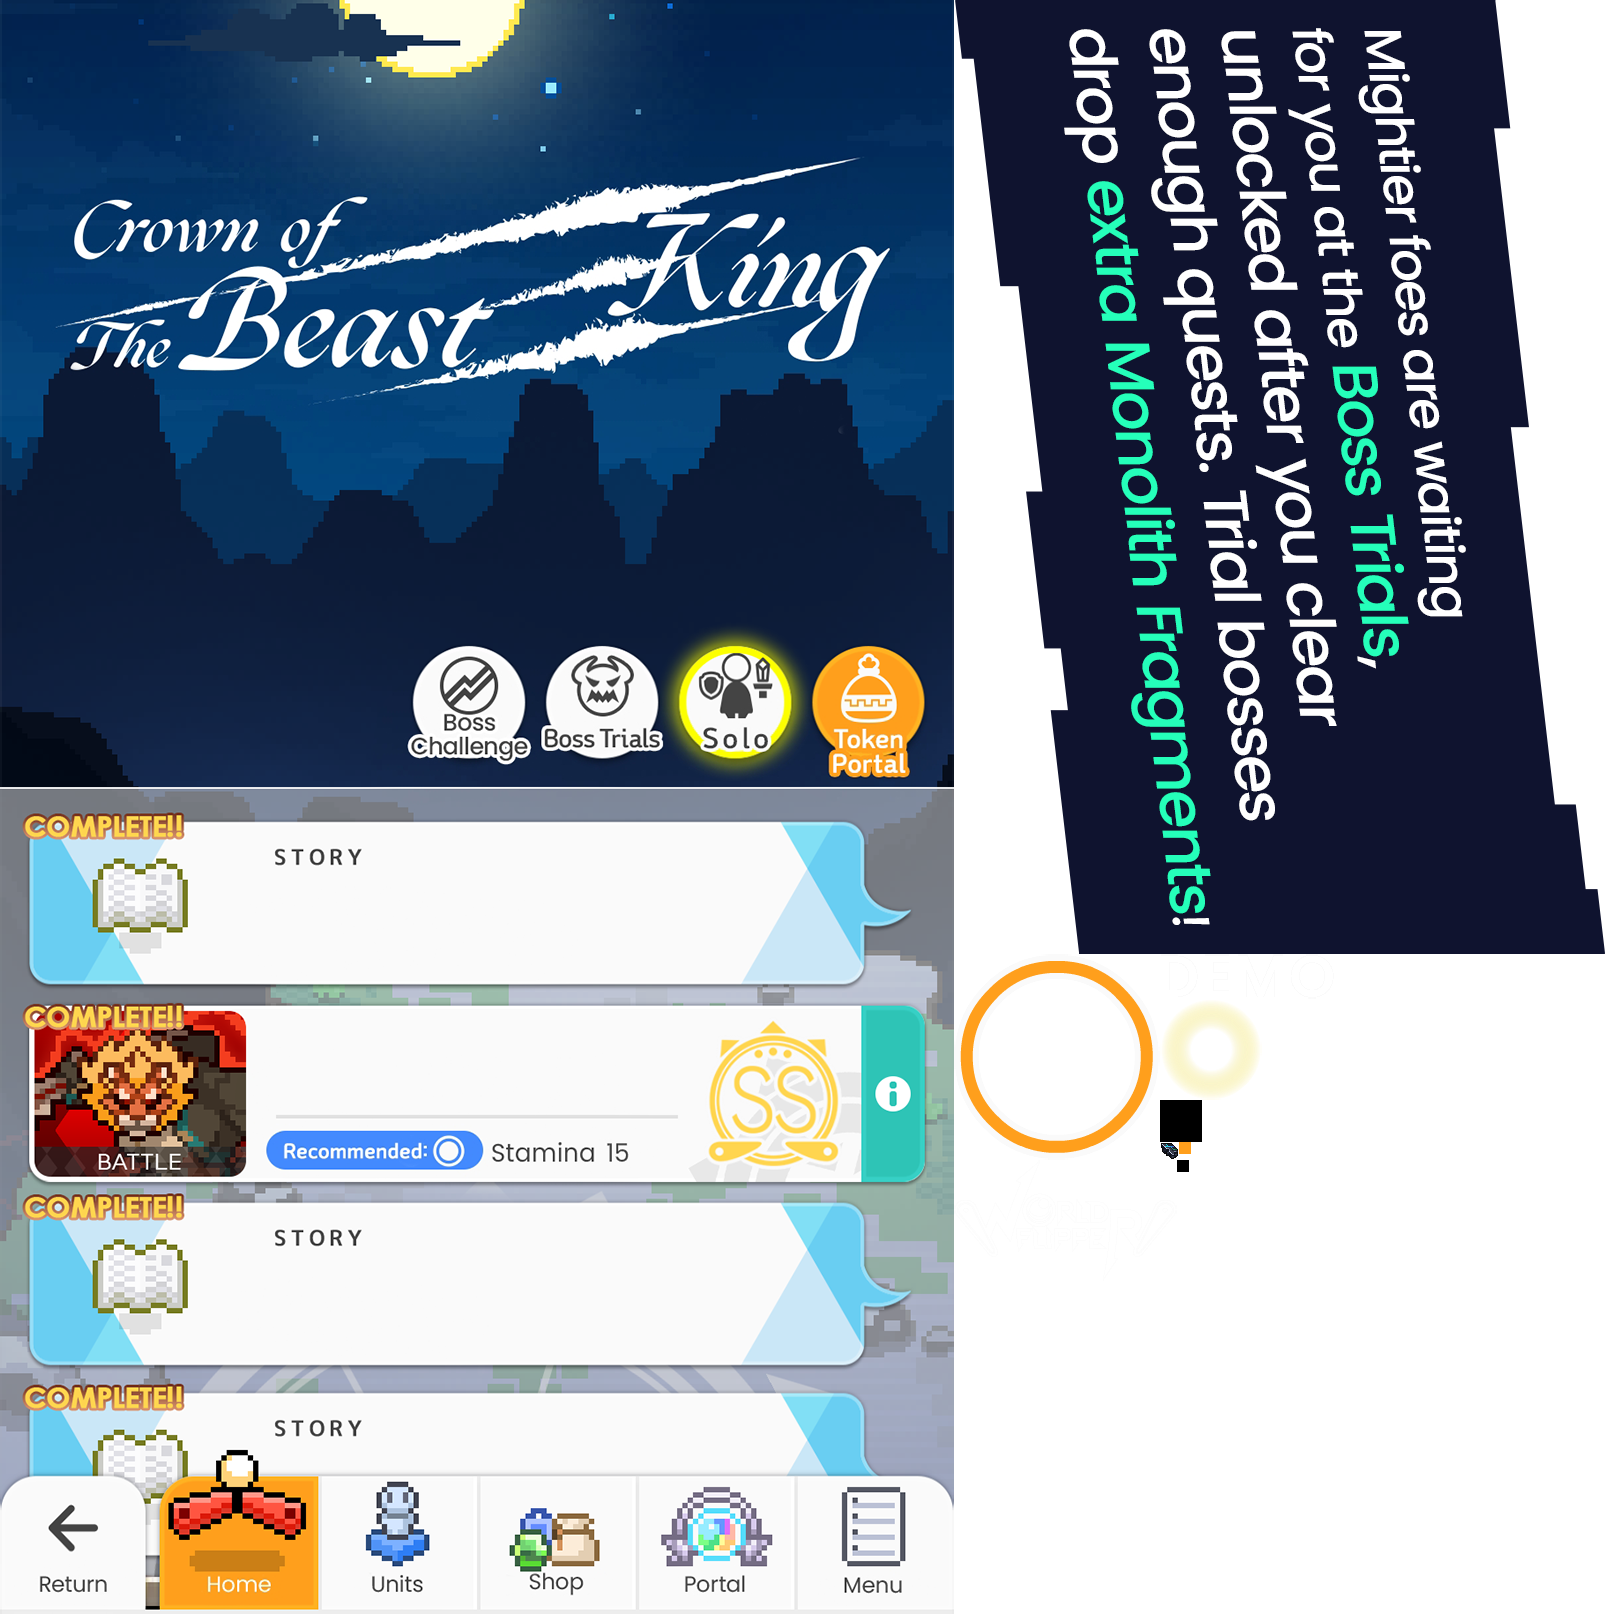 Crown of
The Beast King
Boss
Challenge
Boss Trials
Solo
Token
Portal
COMPLETE!!
STORY
COMPLETE!!
BATTLE
SS
Recommended:
Stamina 15
COMPLETE!!
STORY
COMPLETE!!
STORY
Return
Home
Units
Shop
Portal
Menu
Mightier foes are waiting
for you at the Boss Trials,
unlocked after you clear
enough quests. Trial bosses
drop extra Monolith Fragments!
DEMO